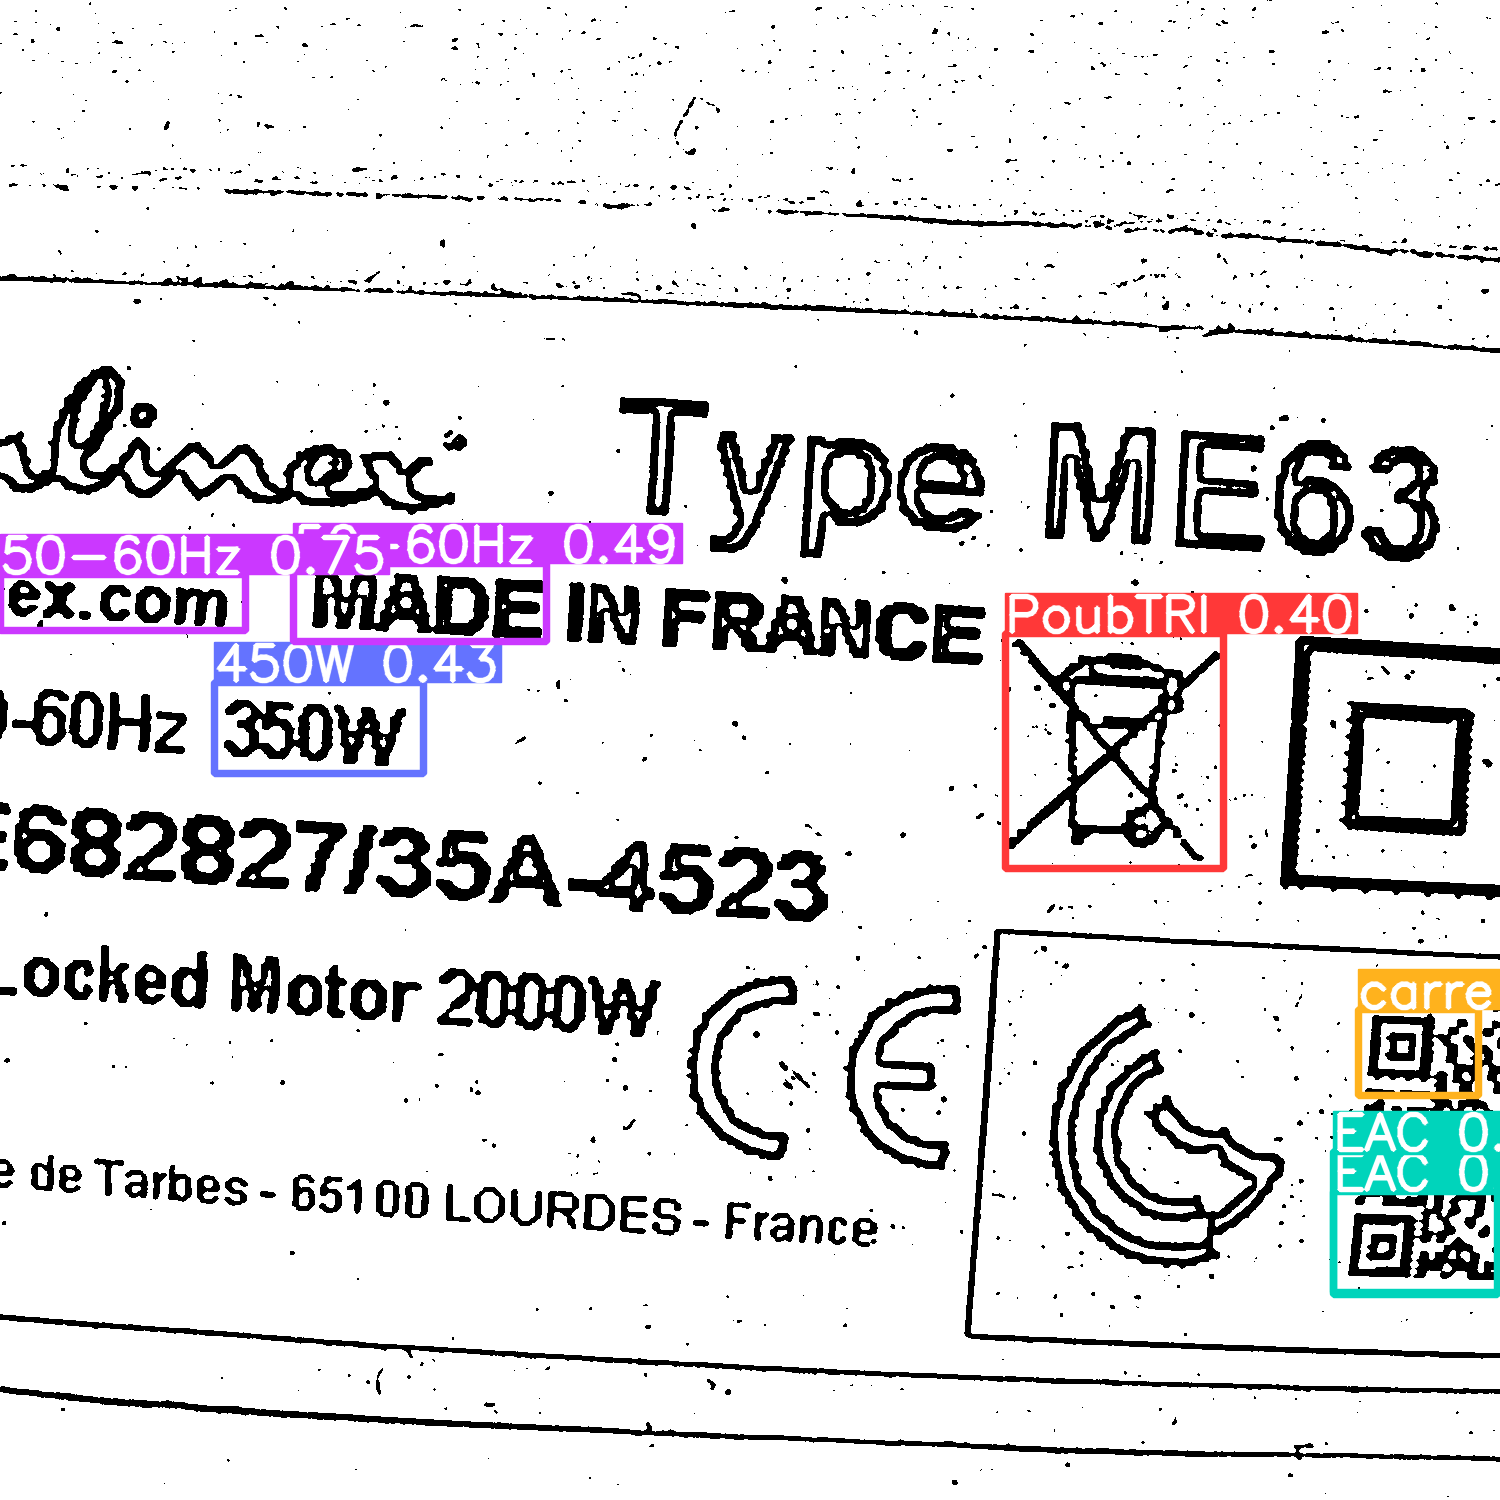 linex Type ME63
50-60Hz 0.75 -60Hz 0.49
ex.com MADE IN FRANCE
PoubTRI 0.40
450W 0.43
-60Hz 350W
E682827/35A-4523
Locked Motor 2000W
CE
carre
EAC 0.
EAC 0
e de Tarbes - 65100 LOURDES - France